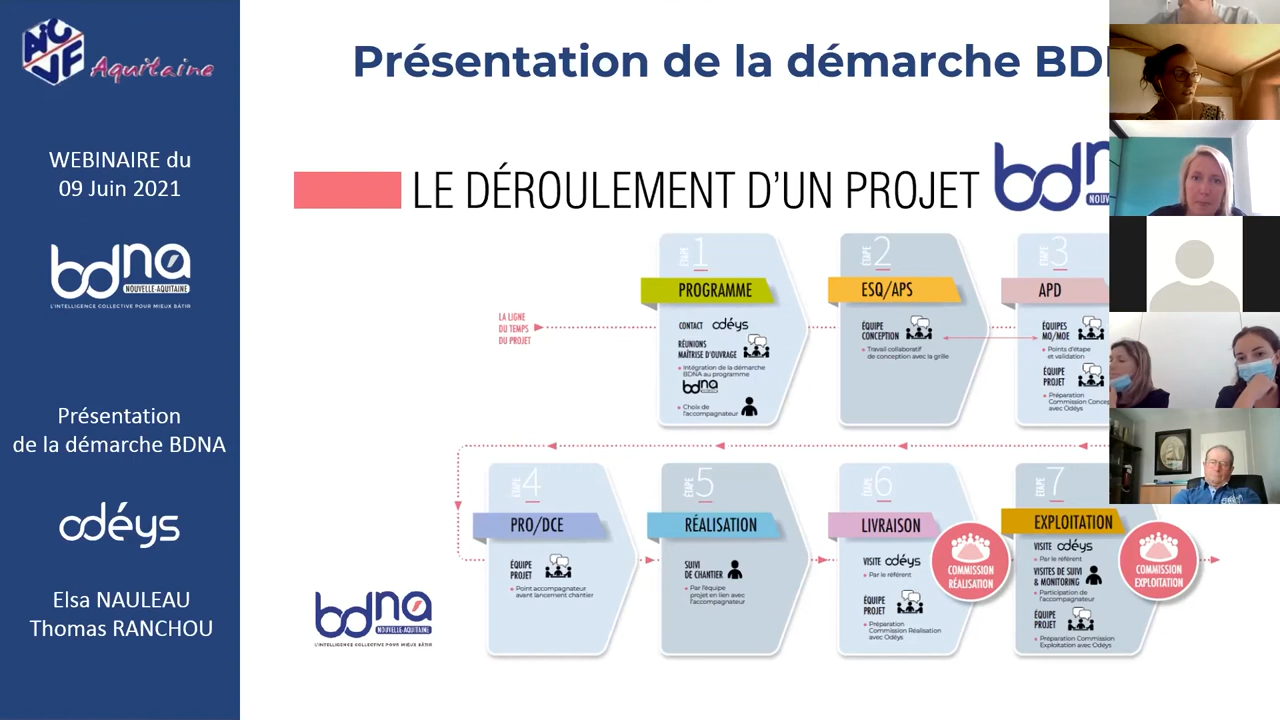 AICVF
Aquitaine
WEBINAIRE du
09 Juin 2021
bdna
NOUVELLE-AQUITAINE
L'INTELLIGENCE COLLECTIVE POUR MIEUX BÂTIR
Présentation
de la démarche BDNA
odéys
Elsa NAULEAU
Thomas RANCHOU
Présentation de la démarche BD
LE DÉROULEMENT D'UN PROJET
bdn
NOUV
LA LIGNE
DU TEMPS
DU PROJET
ÉTAPE 1
PROGRAMME
CONTACT odéys
RÉUNIONS
MAÎTRISE D'OUVRAGE
Intégration de la démarche
BDNA au programme
bdna
Choix de
l'accompagnateur
ÉTAPE 2
ESQ/APS
ÉQUIPE
CONCEPTION
Travail collaboratif
de conception avec la grille
ÉTAPE 3
APD
ÉQUIPES
MO/MOE
Points d'étape
et validation
ÉQUIPE
PROJET
Préparation
Commission Conce
avec Odéys
ÉTAPE 4
PRO/DCE
ÉQUIPE
PROJET
Point accompagnateur
avant lancement chantier
ÉTAPE 5
RÉALISATION
SUIVI
DE CHANTIER
Par l'équipe
projet en lien avec
l'accompagnateur
ÉTAPE 6
LIVRAISON
VISITE odéys
Par le référent
ÉQUIPE
PROJET
Préparation
Commission Réalisation
avec Odéys
COMMISSION
RÉALISATION
ÉTAPE 7
EXPLOITATION
VISITE odéys
Par le référent
VISITES DE SUIVI
& MONITORING
Participation de
l'accompagnateur
ÉQUIPE
PROJET
Préparation Commission
Exploitation avec Odéys
COMMISSION
EXPLOITATION
bdna
NOUVELLE-AQUITAINE
L'INTELLIGENCE COLLECTIVE POUR MIEUX BÂTIR